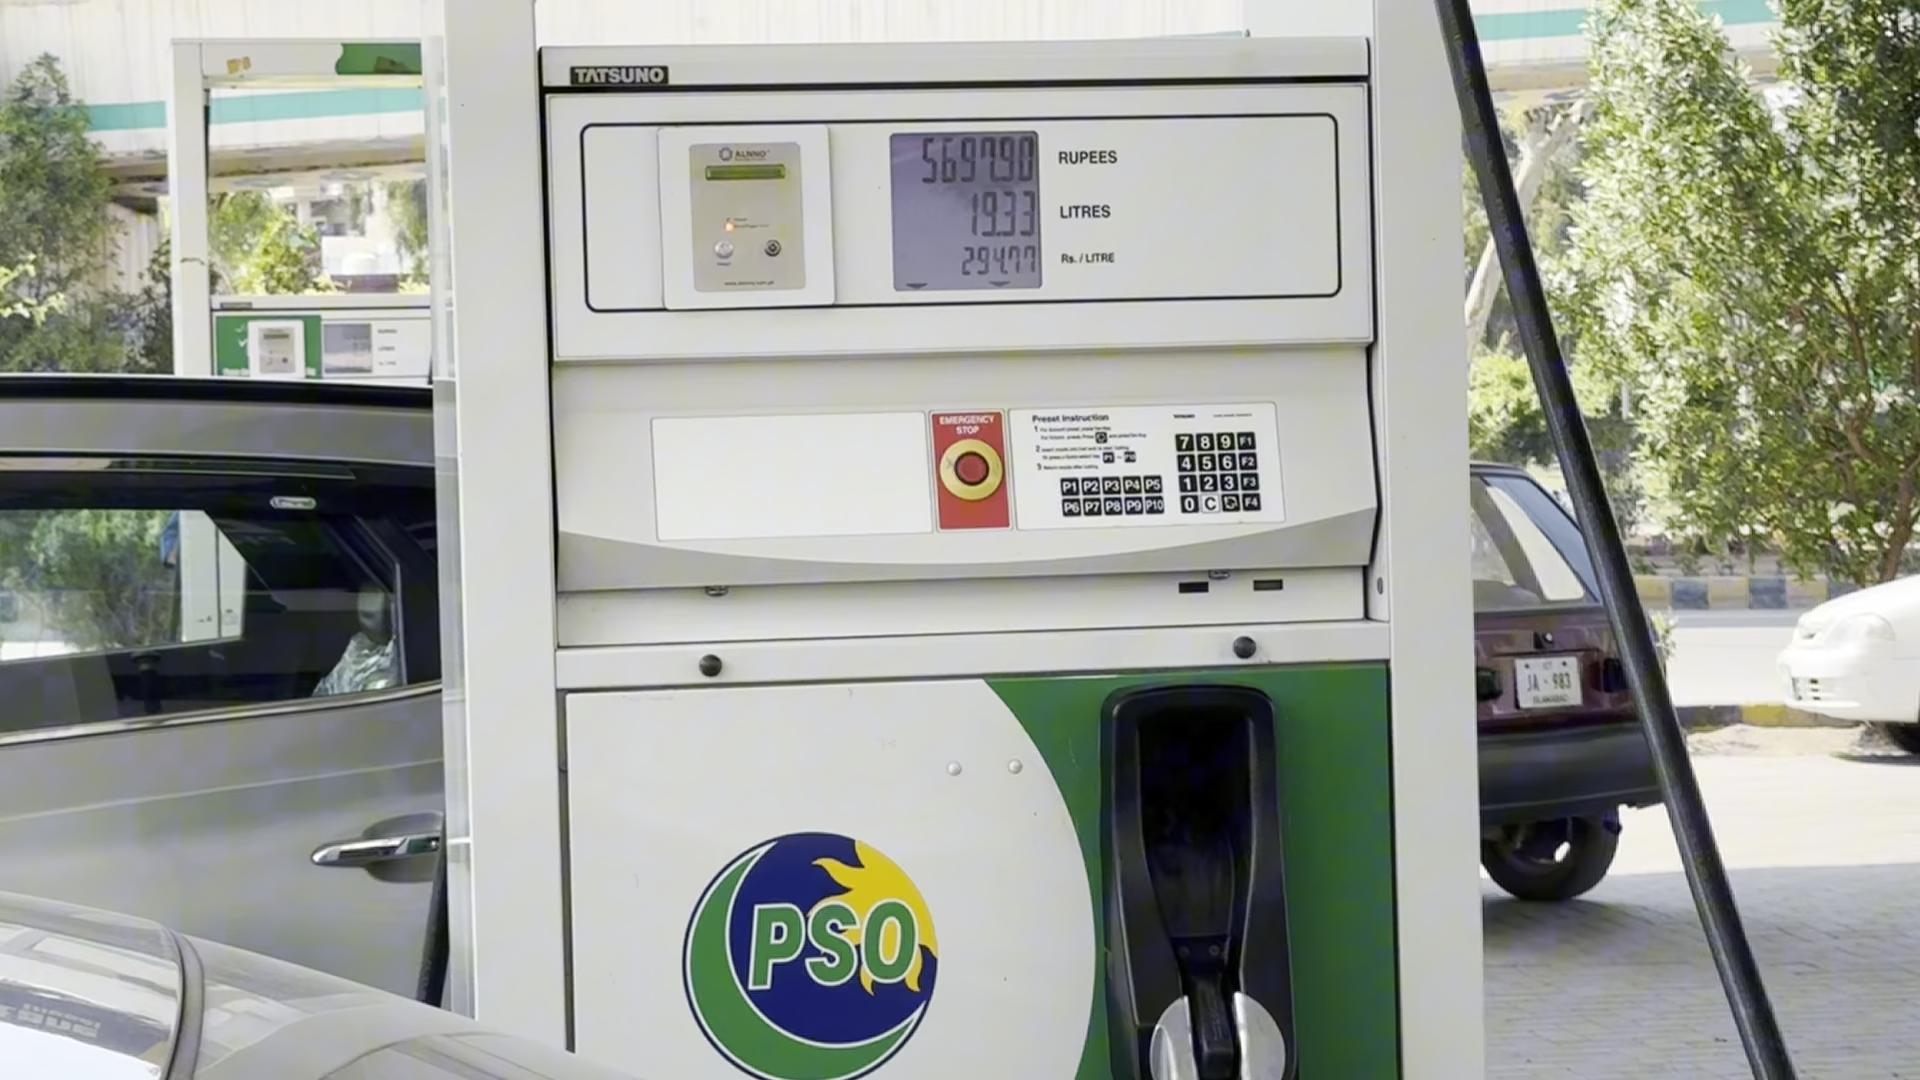 TATSUNO
ALNNO
5697.90 RUPEES
19.33 LITRES
294.77 Rs. / LITRE
EMERGENCY
STOP
Preset Instruction
TATSUNO
P1 P2 P3 P4 P5
P6 P7 P8 P9 P10
7 8 9 F1
4 5 6 F2
1 2 3 F3
0 C F4
PSO
JA - 983